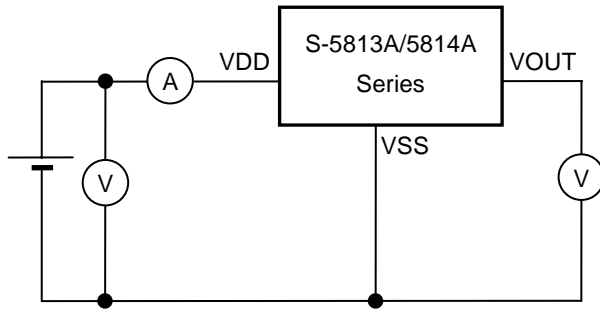 S-5813A/5814A
Series
VDD
VOUT
A
VSS
V
V